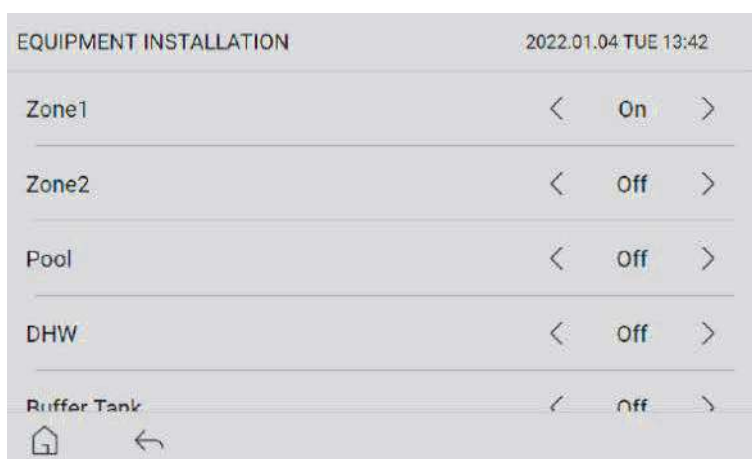 EQUIPMENT INSTALLATION 2022.01.04 TUE 13:42
Zone1 On
Zone2 Off
Pool Off
DHW Off
Buffer Tank Off